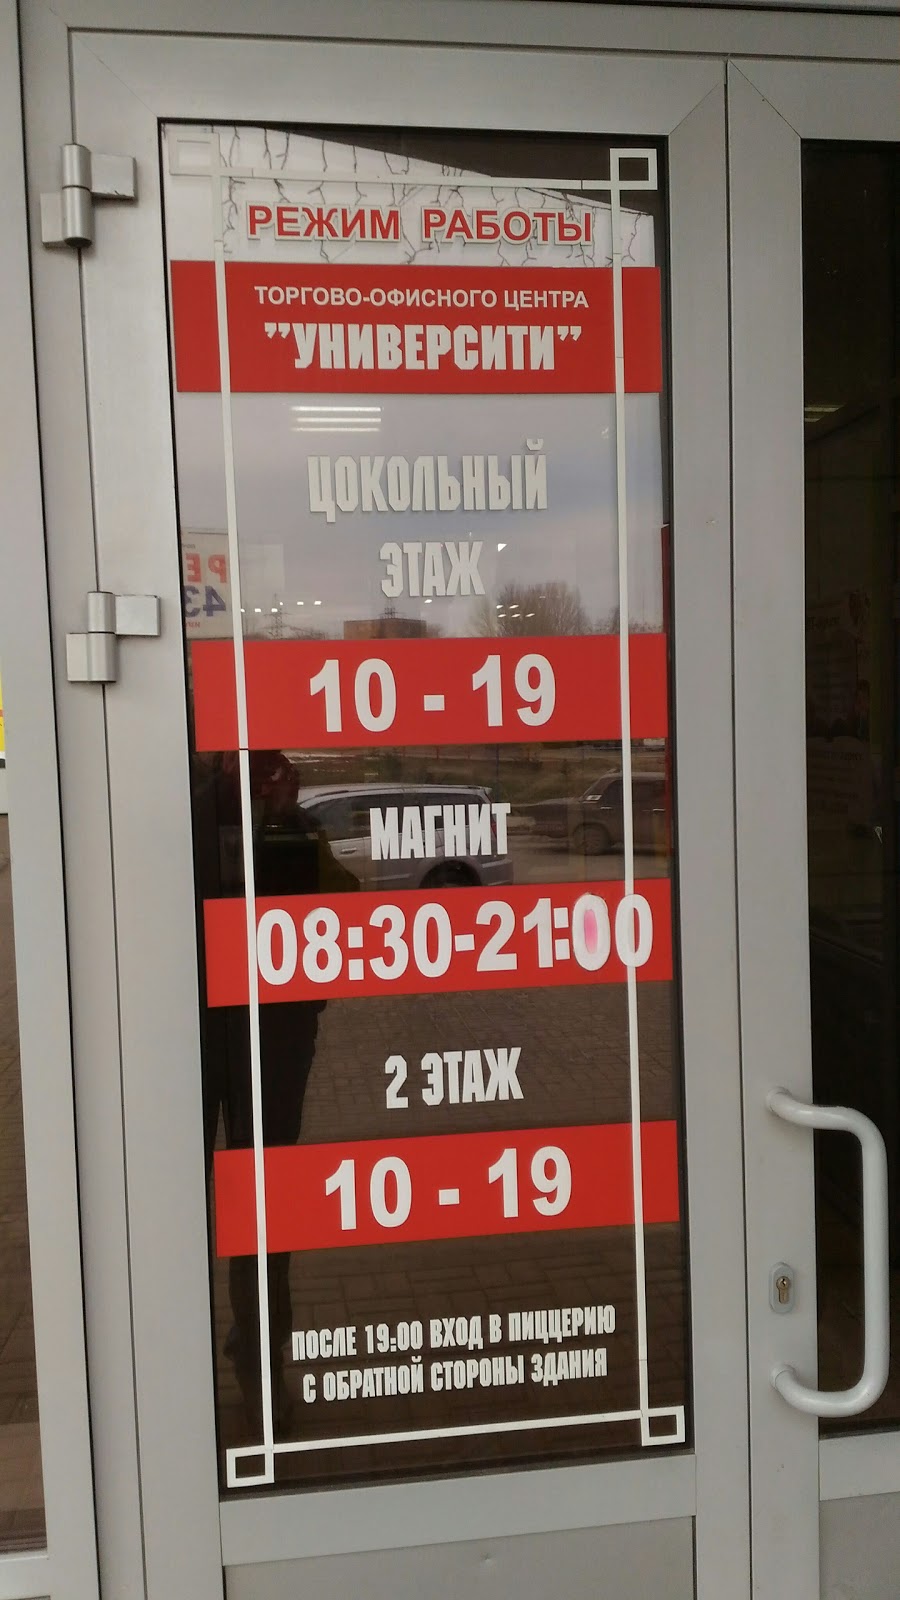 РЕЖИМ РАБОТЫ
ТОРГОВО-ОФИСНОГО ЦЕНТРА
"УНИВЕРСИТИ"
ЦОКОЛЬНЫЙ
ЭТАЖ
10 - 19
МАГНИТ
08:30-21:00
2 ЭТАЖ
10 - 19
ПОСЛЕ 19:00 ВХОД В ПИЦЦЕРИЮ
С ОБРАТНОЙ СТОРОНЫ ЗДАНИЯ